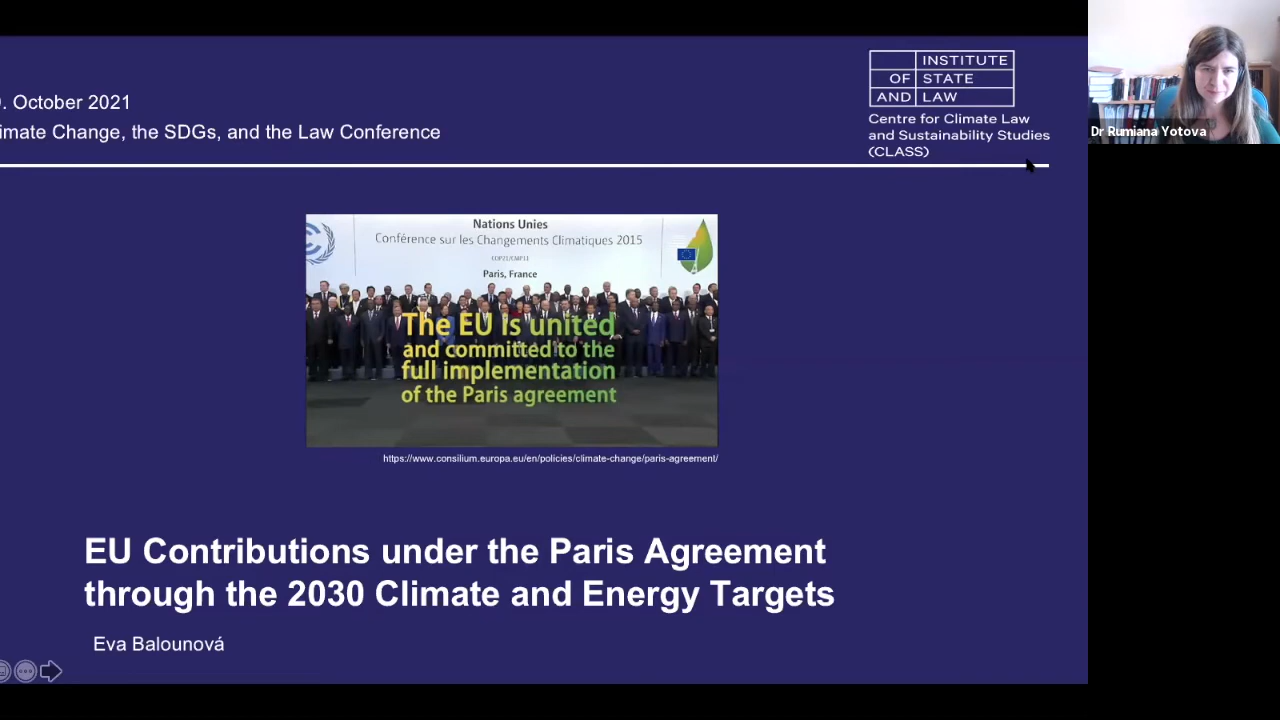 . October 2021
imate Change, the SDGs, and the Law Conference
INSTITUTE
OF STATE
AND LAW
Centre for Climate Law
and Sustainability Studies
(CLASS)
Dr Rumiana Yotova
Nations Unies
Conférence sur les Changements Climatiques 2015
COP21/CMP11
Paris, France
The EU is united
and committed to the
full implementation
of the Paris agreement
https://www.consilium.europa.eu/en/policies/climate-change/paris-agreement/
EU Contributions under the Paris Agreement
through the 2030 Climate and Energy Targets
Eva Balounová